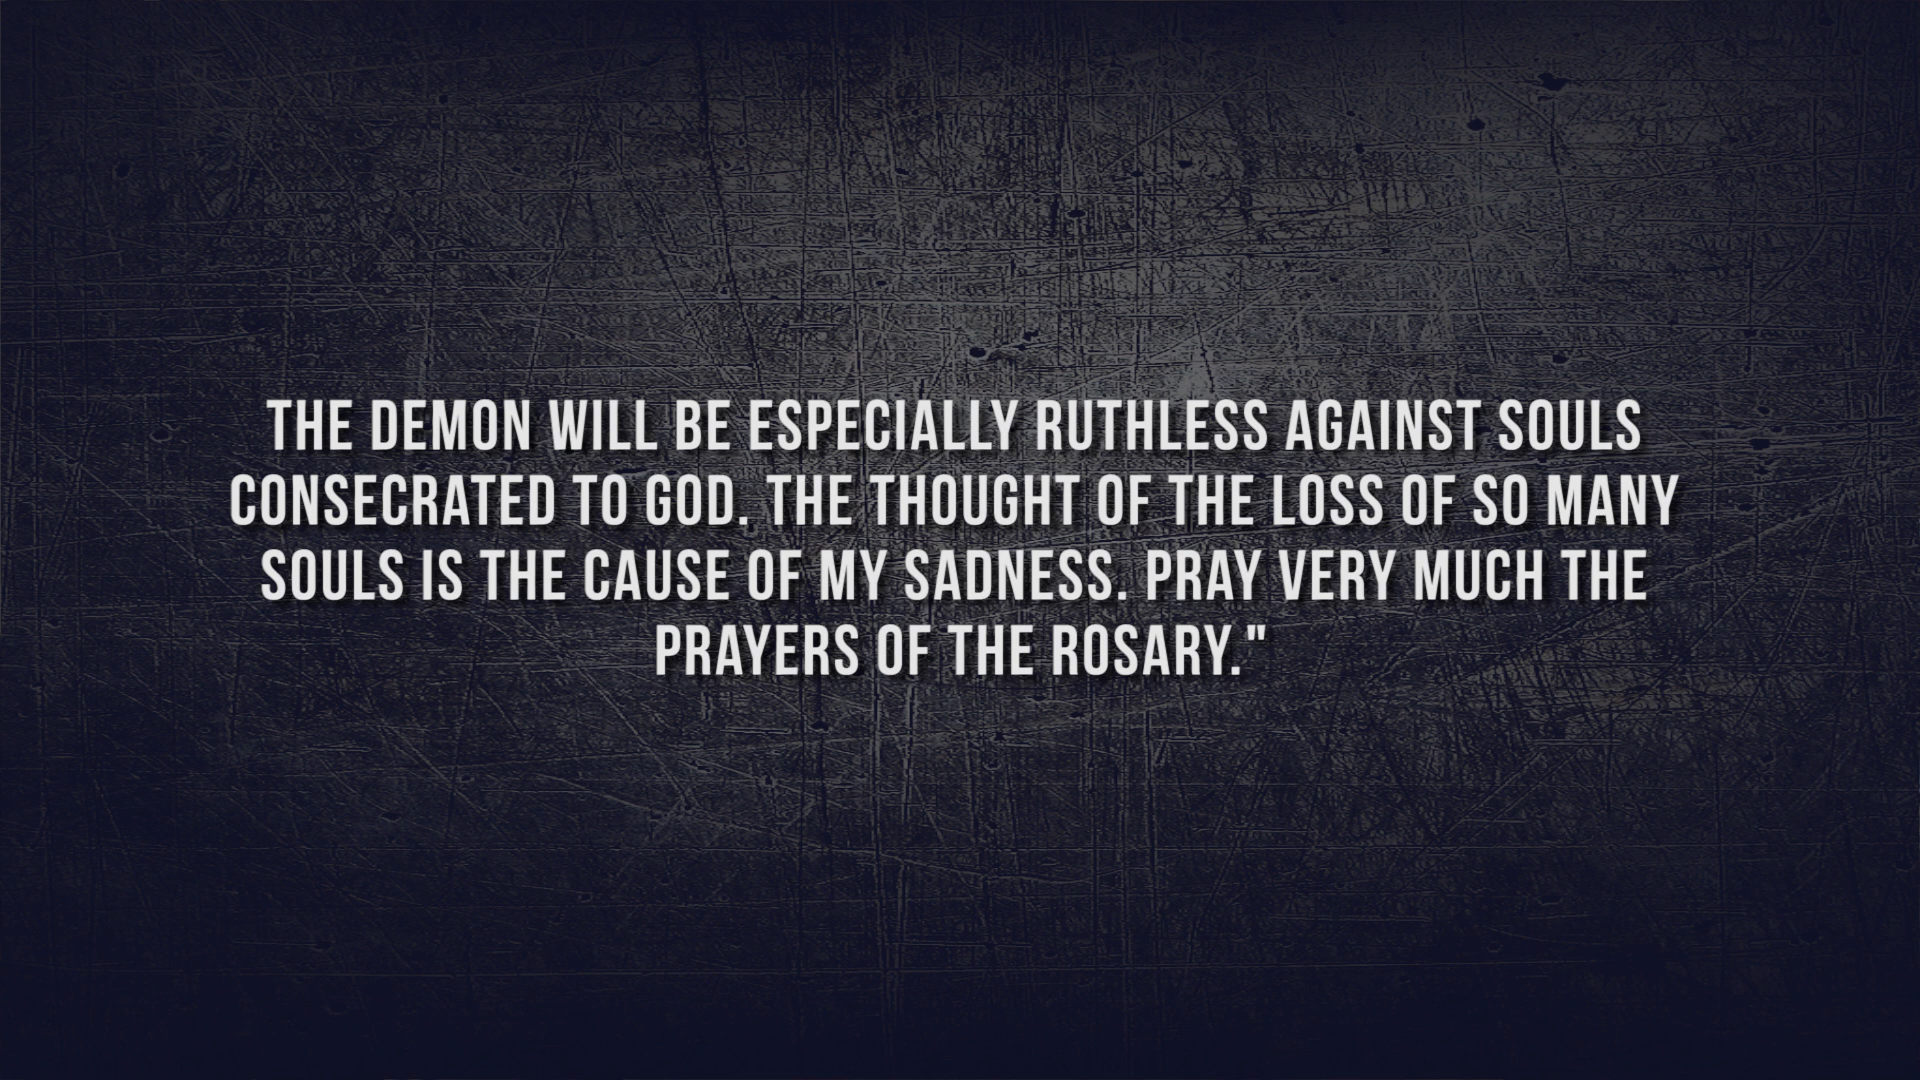 THE DEMON WILL BE ESPECIALLY RUTHLESS AGAINST SOULS
CONSECRATED TO GOD. THE THOUGHT OF THE LOSS OF SO MANY
SOULS IS THE CAUSE OF MY SADNESS. PRAY VERY MUCH THE
PRAYERS OF THE ROSARY."